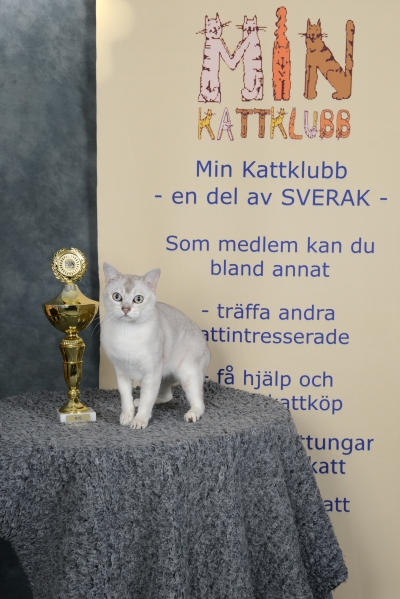 MIN
KATTKLUBB
Min Kattklubb
- en del av SVERAK -
Som medlem kan du
bland annat
- träffa andra
attintresserade
- få hjälp och
kattköp
ttungar
katt
att